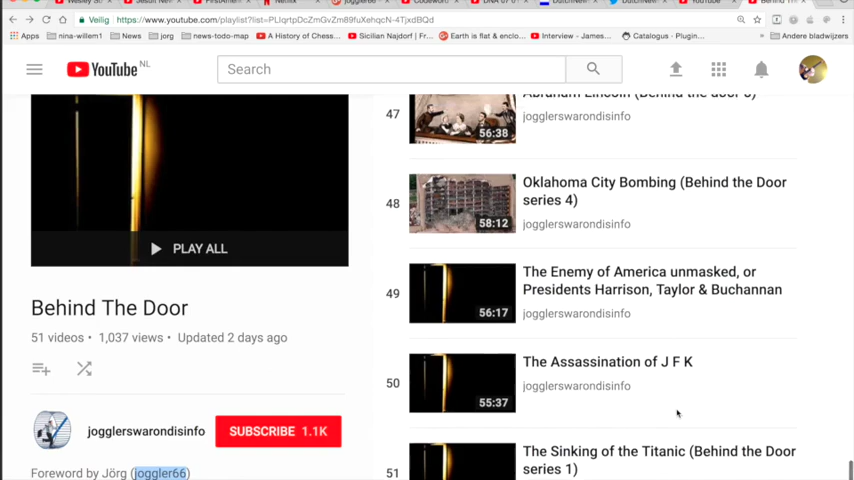 Netflix
Veilig
https://www.youtube.com/playlist?list=PLlqrtpDcZmGvZm89fuXehqcN-4TjxdBQd
Apps
nina-willem1
News
jorg
news-todo-map
A History of Chess...
Sicilian Najdorf | Fr...
Earth is flat & enclo...
Interview - James...
Catalogus - Plugin...
Andere bladwijzers
YouTube NL
Search
47
Abraham Lincoln (Behind the door 3)
56:38
jogglerswarondisinfo
48
Oklahoma City Bombing (Behind the Door
series 4)
58:12
jogglerswarondisinfo
PLAY ALL
49
The Enemy of America unmasked, or
Presidents Harrison, Taylor & Buchannan
56:17
jogglerswarondisinfo
Behind The Door
51 videos • 1,037 views • Updated 2 days ago
50
The Assassination of J F K
55:37
jogglerswarondisinfo
jogglerswarondisinfo
SUBSCRIBE 1.1K
51
The Sinking of the Titanic (Behind the Door
series 1)
Foreword by Jörg (joggler66)